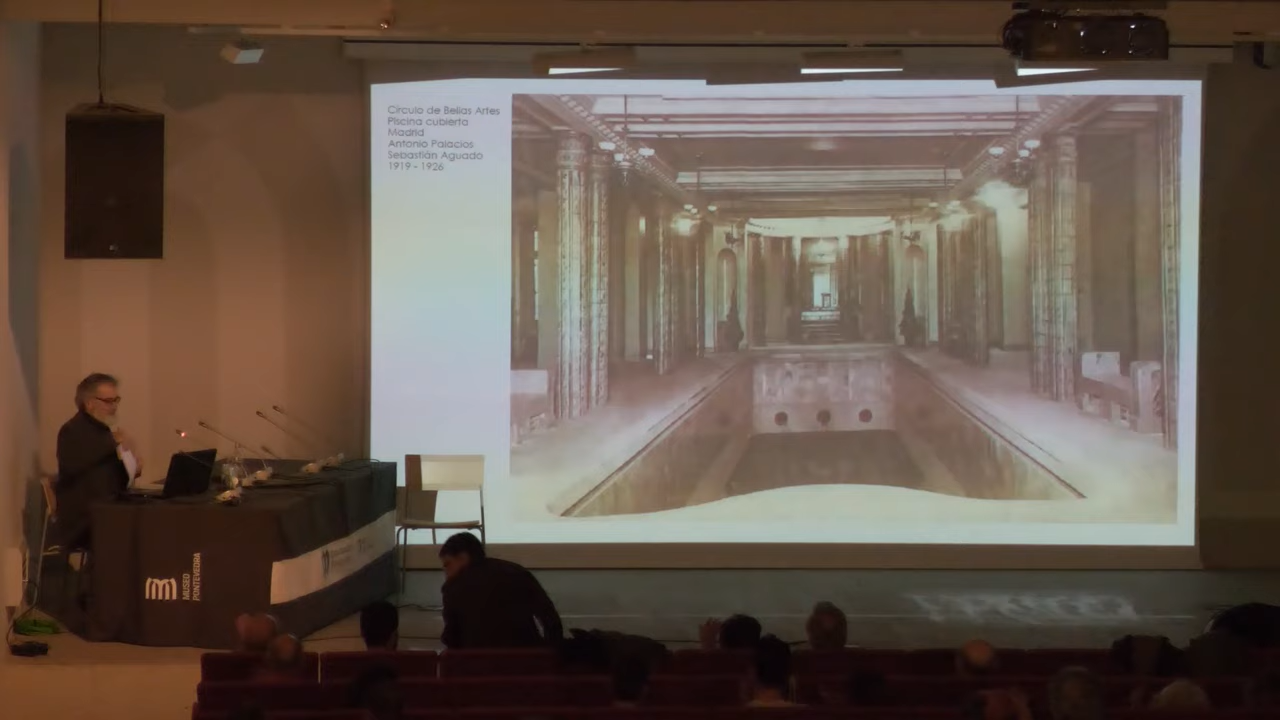 Círculo de Bellas Artes
Piscina cubierta
Madrid
Antonio Palacios
Sebastián Aguado
1919 - 1926
MUSEO
PONTEVEDRA